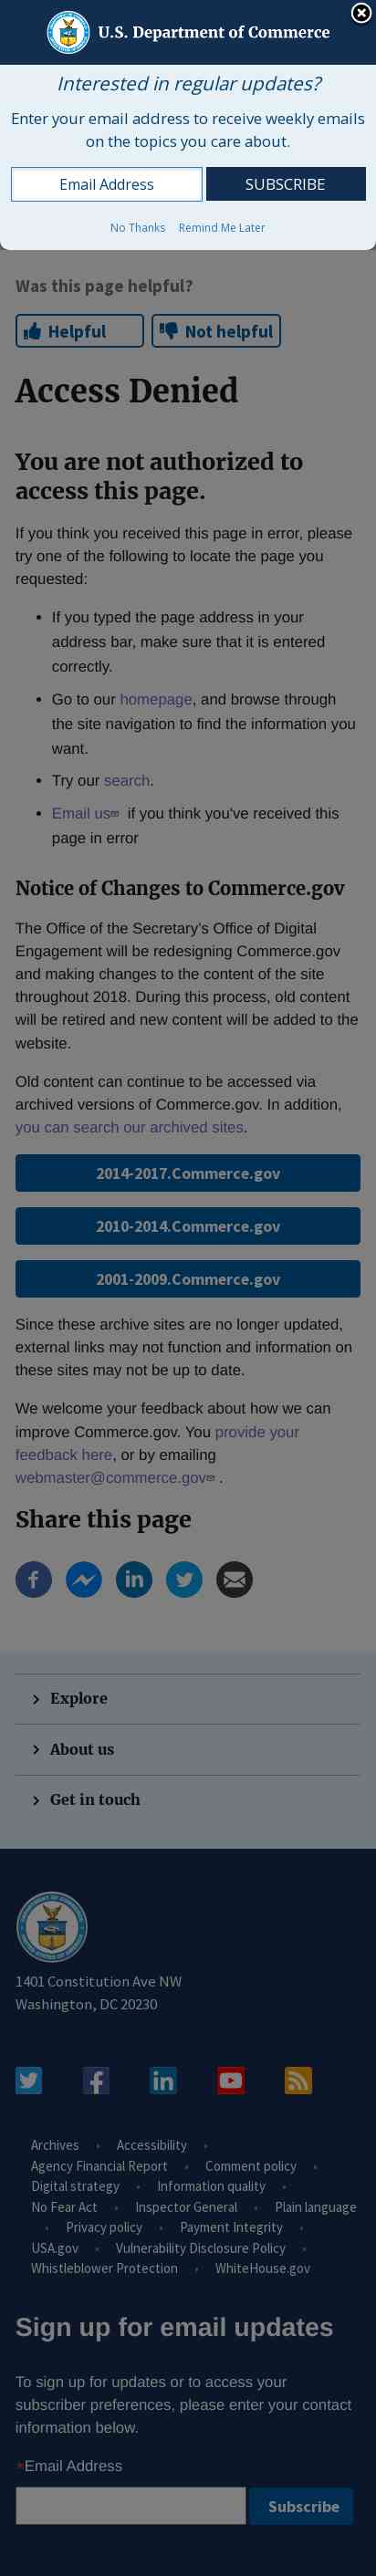 U.S. Department of Commerce
Interested in regular updates?
Enter your email address to receive weekly emails
on the topics you care about.
Email Address
SUBSCRIBE
No Thanks Remind Me Later
Was this page helpful?
Helpful Not helpful
Access Denied
You are not authorized to
access this page.
If you think you received this page in error, please
try one of the following to locate the page you
requested:
• If you typed the page address in your
address bar, make sure that it is entered
correctly.
• Go to our homepage, and browse through
the site navigation to find the information you
want.
• Try our search.
• Email us if you think you've received this
page in error
Notice of Changes to Commerce.gov
The Office of the Secretary's Office of Digital
Engagement will be redesigning Commerce.gov
and making changes to the content of the site
throughout 2018. During this process, old content
will be retired and new content will be added to the
website.
Old content can continue to be accessed via
archived versions of Commerce.gov. In addition,
you can search our archived sites.
2014-2017.Commerce.gov
2010-2014.Commerce.gov
2001-2009.Commerce.gov
Since these archive sites are no longer updated,
external links may not function and information on
these sites may not be up to date.
We welcome your feedback about how we can
improve Commerce.gov. You provide your
feedback here, or by emailing
webmaster@commerce.gov .
Share this page
Explore
About us
Get in touch
1401 Constitution Ave NW
Washington, DC 20230
Archives • Accessibility •
Agency Financial Report • Comment policy •
Digital strategy • Information quality •
No Fear Act • Inspector General • Plain language
• Privacy policy • Payment Integrity •
USA.gov • Vulnerability Disclosure Policy •
Whistleblower Protection • WhiteHouse.gov
Sign up for email updates
To sign up for updates or to access your
subscriber preferences, please enter your contact
information below.
*Email Address
Subscribe